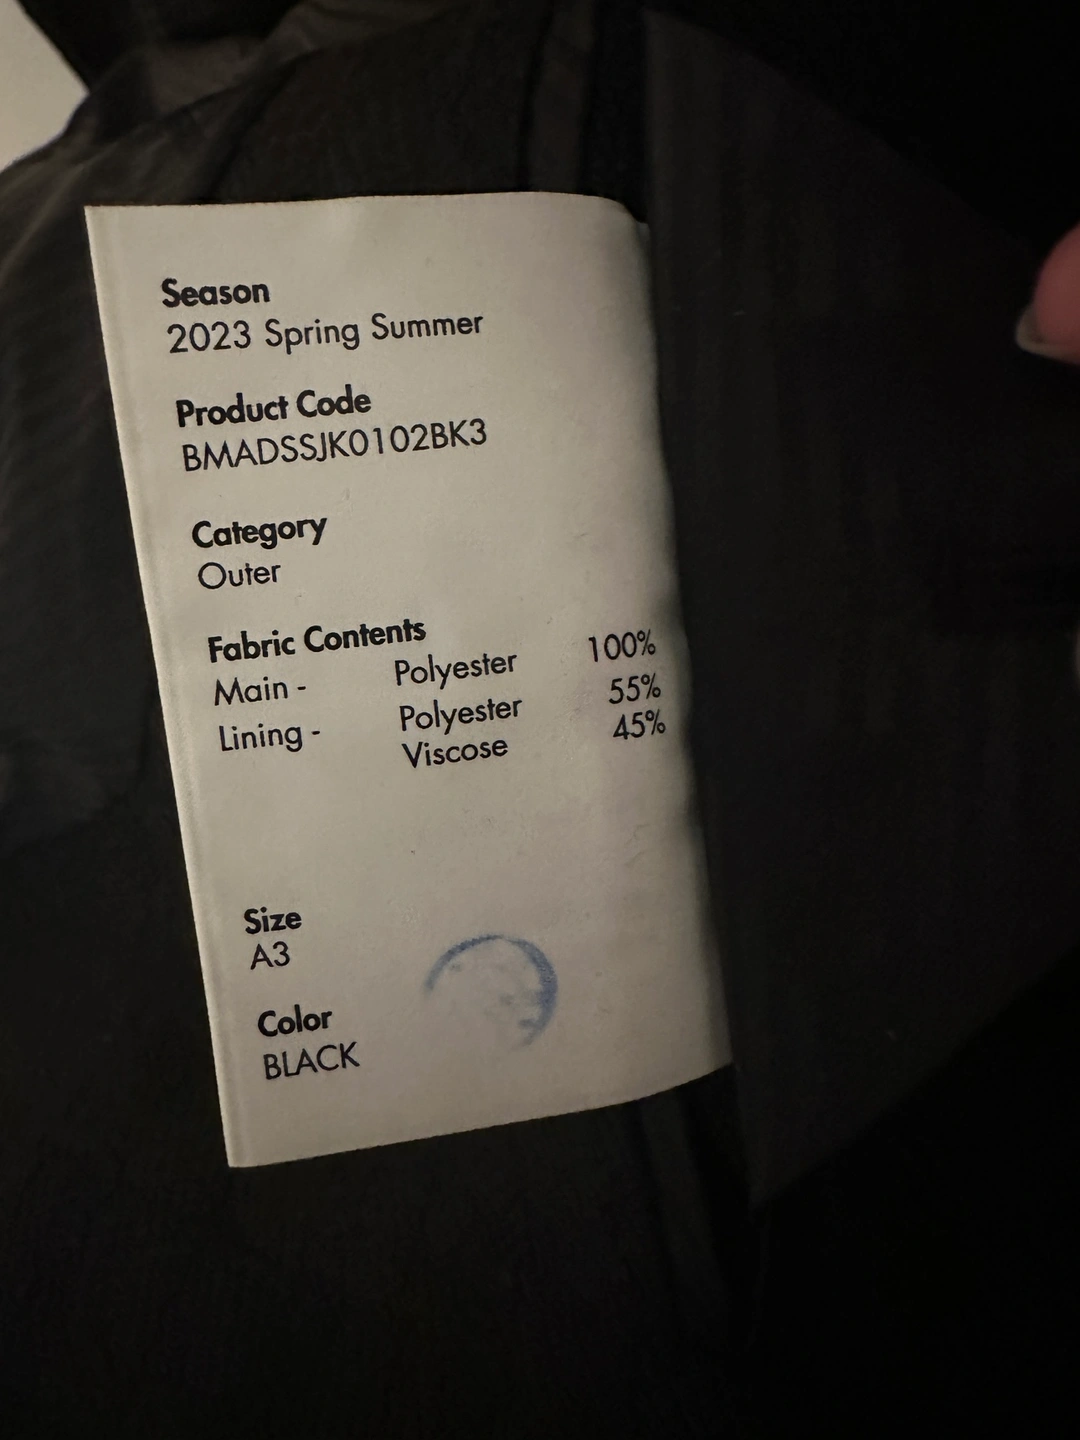 Season
2023 Spring Summer
Product Code
BMADSSJK0102BK3
Category
Outer
Fabric Contents
Main - Polyester 100%
Lining - Polyester 55%
Viscose 45%
Size
A3
Color
BLACK